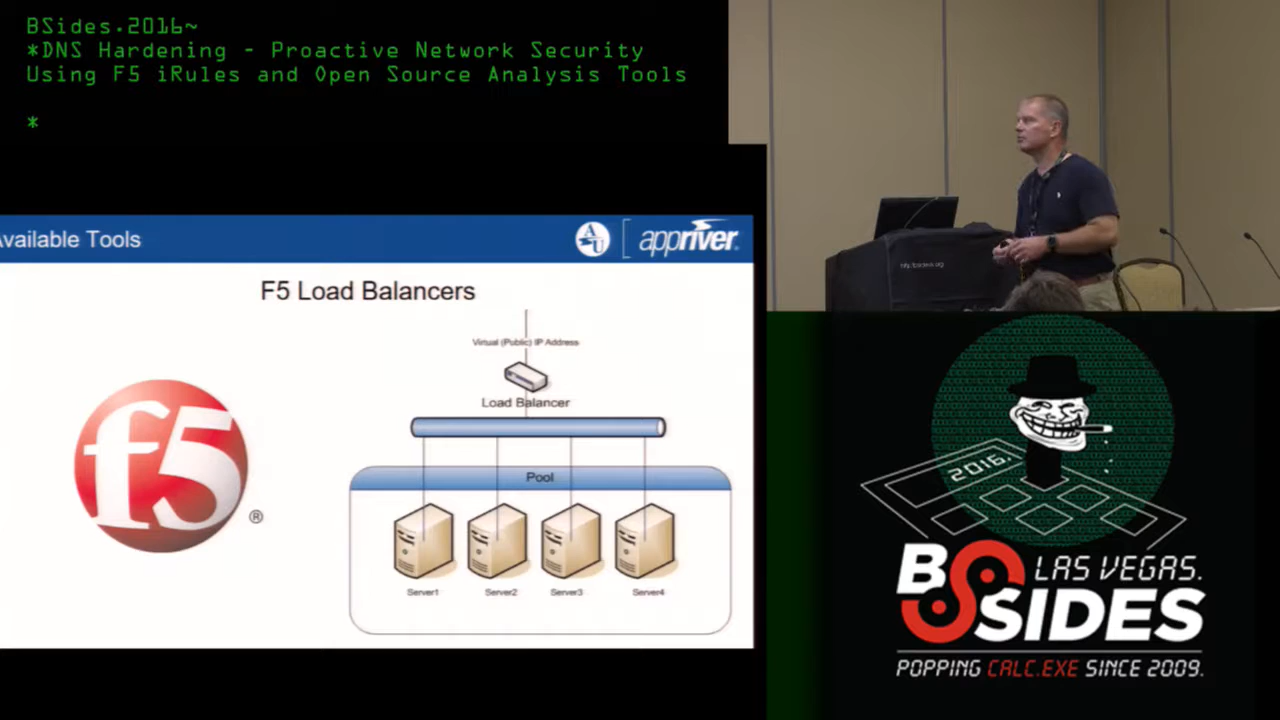 BSides.2016~
*DNS Hardening - Proactive Network Security
Using F5 iRules and Open Source Analysis Tools
*
Available Tools
AU
appriver
F5 Load Balancers
Virtual (Public) IP Address
Load Balancer
Pool
f5
®
Server1
Server2
Server3
Server4
2016.
BSIDES
LAS VEGAS.
POPPING CALC.EXE SINCE 2009.